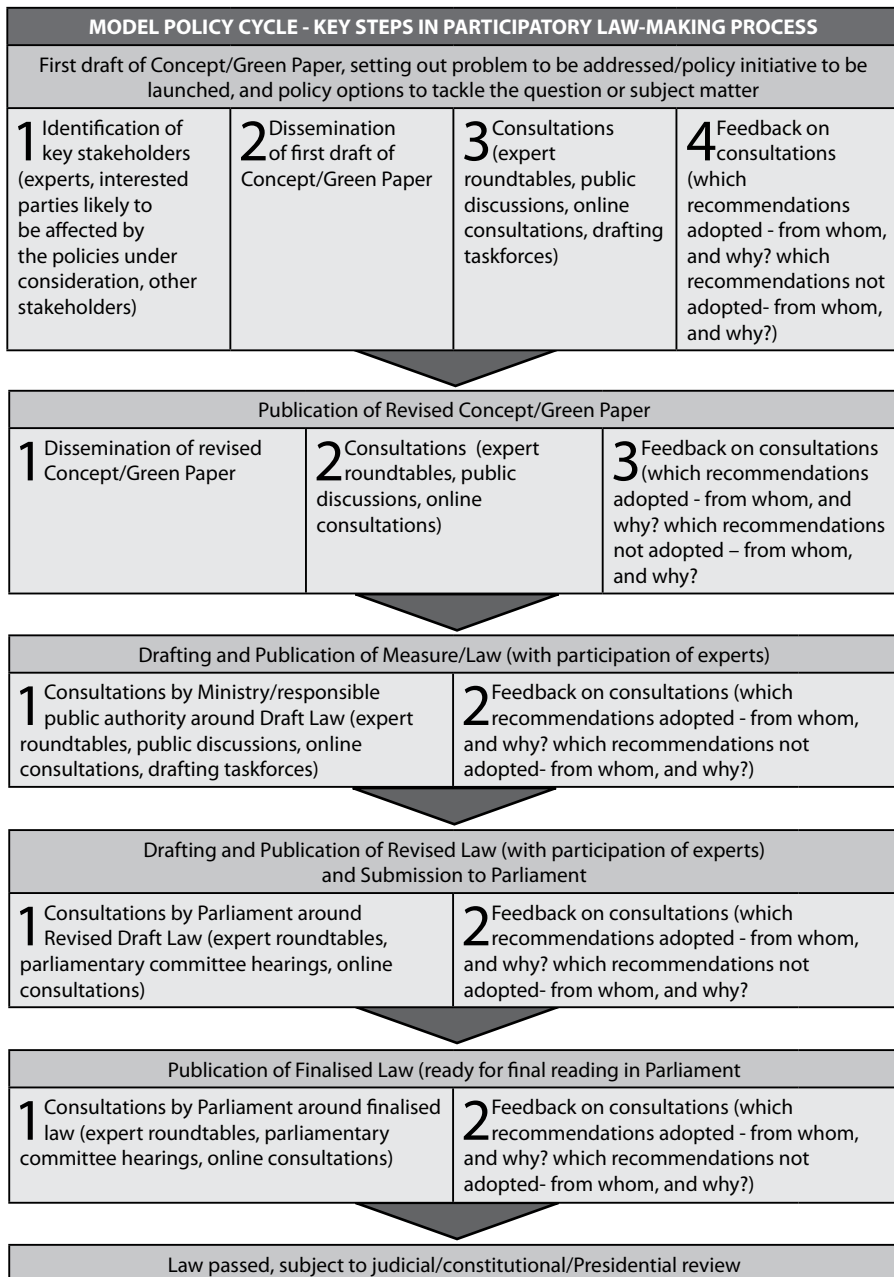 MODEL POLICY CYCLE - KEY STEPS IN PARTICIPATORY LAW-MAKING PROCESS
First draft of Concept/Green Paper, setting out problem to be addressed/policy initiative to be
launched, and policy options to tackle the question or subject matter
1 Identification of
key stakeholders
(experts, interested
parties likely to
be affected by
the policies under
consideration, other
stakeholders)
2 Dissemination
of first draft of
Concept/Green Paper
3 Consultations
(expert
roundtables, public
discussions, online
consultations, drafting
taskforces)
4 Feedback on
consultations
(which
recommendations
adopted - from whom,
and why? which
recommendations not
adopted- from whom,
and why?)
Publication of Revised Concept/Green Paper
1 Dissemination of revised
Concept/Green Paper
2 Consultations (expert
roundtables, public
discussions, online
consultations)
3 Feedback on consultations
(which recommendations
adopted - from whom, and
why? which recommendations
not adopted – from whom,
and why?
Drafting and Publication of Measure/Law (with participation of experts)
1 Consultations by Ministry/responsible
public authority around Draft Law (expert
roundtables, public discussions, online
consultations, drafting taskforces)
2 Feedback on consultations (which
recommendations adopted - from whom,
and why? which recommendations not
adopted- from whom, and why?)
Drafting and Publication of Revised Law (with participation of experts)
and Submission to Parliament
1 Consultations by Parliament around
Revised Draft Law (expert roundtables,
parliamentary committee hearings, online
consultations)
2 Feedback on consultations (which
recommendations adopted - from whom,
and why? which recommendations not
adopted- from whom, and why?
Publication of Finalised Law (ready for final reading in Parliament
1 Consultations by Parliament around finalised
law (expert roundtables, parliamentary
committee hearings, online consultations)
2 Feedback on consultations (which
recommendations adopted - from whom,
and why? which recommendations not
adopted- from whom, and why?)
Law passed, subject to judicial/constitutional/Presidential review